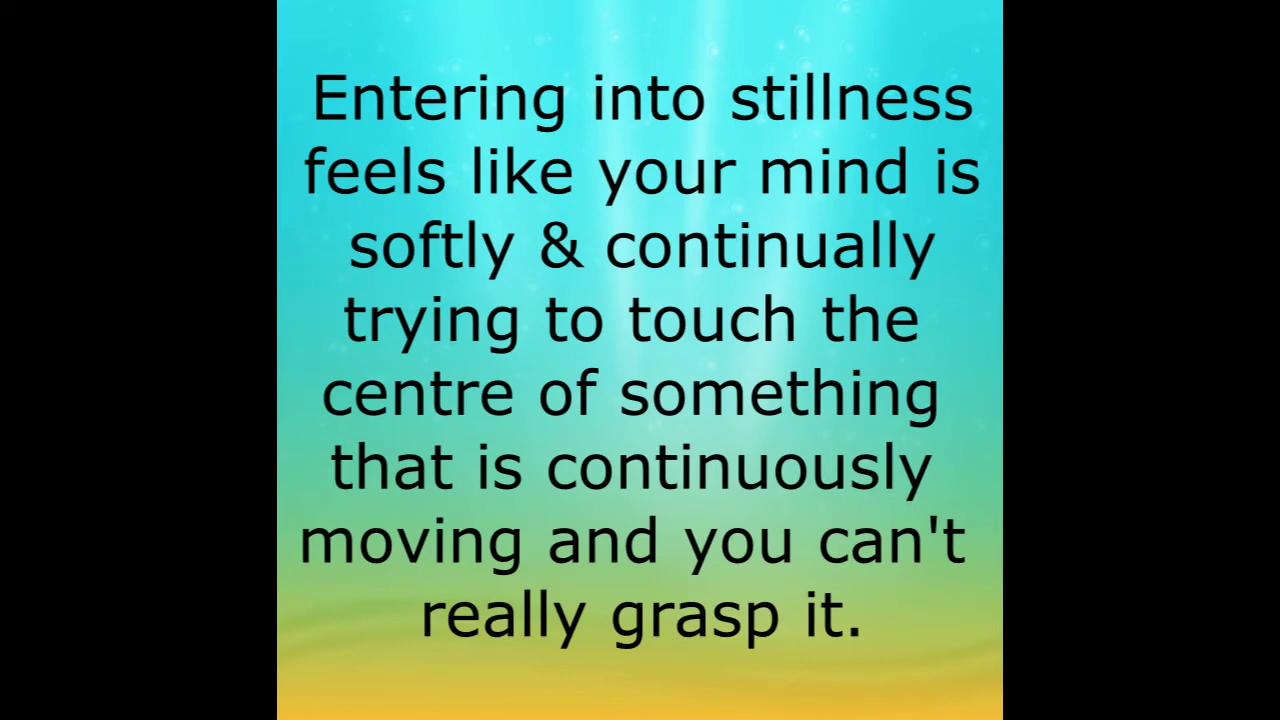 Entering into stillness
feels like your mind is
softly & continually
trying to touch the
centre of something
that is continuously
moving and you can't
really grasp it.